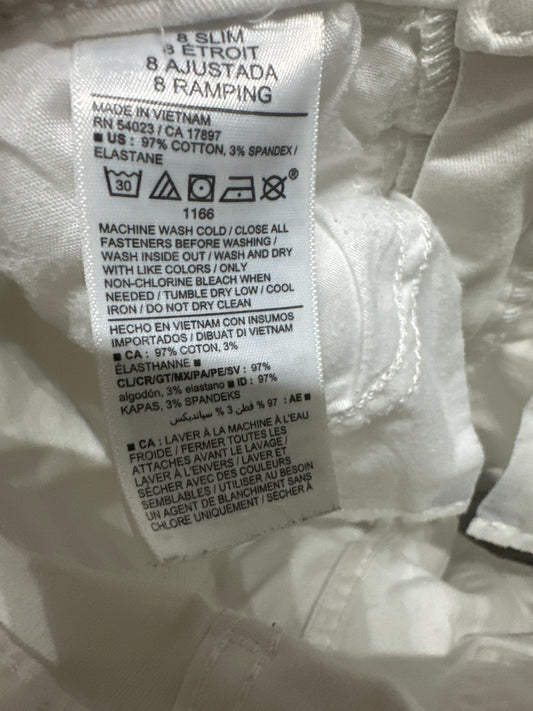 8 SLIM
8 ÉTROIT
8 AJUSTADA
8 RAMPING
MADE IN VIETNAM
RN 54023 / CA 17897
■ US : 97% COTTON, 3% SPANDEX /
ELASTANE
30
®
1166
MACHINE WASH COLD / CLOSE ALL
FASTENERS BEFORE WASHING /
WASH INSIDE OUT / WASH AND DRY
WITH LIKE COLORS / ONLY
NON-CHLORINE BLEACH WHEN
NEEDED / TUMBLE DRY LOW / COOL
IRON / DO NOT DRY CLEAN
HECHO EN VIETNAM CON INSUMOS
IMPORTADOS / DIBUAT DI VIETNAM
■ CA : 97% COTON, 3%
ÉLASTHANNE ■
CL/CR/GT/MX/PA/PE/SV : 97%
algodón, 3% elastano ■ ID : 97%
KAPAS, 3% SPANDEKS
■ AE : 97 % قطن 3 % سباندیکس
■ CA : LAVER À LA MACHINE À L'EAU
FROIDE / FERMER TOUTES LES
ATTACHES AVANT LE LAVAGE /
LAVER À L'ENVERS / LAVER ET
SÉCHER AVEC DES COULEURS
SEMBLABLES / UTILISER AU BESOIN
UN AGENT DE BLANCHIMENT SANS
CHLORE UNIQUEMENT / SÉCHER À